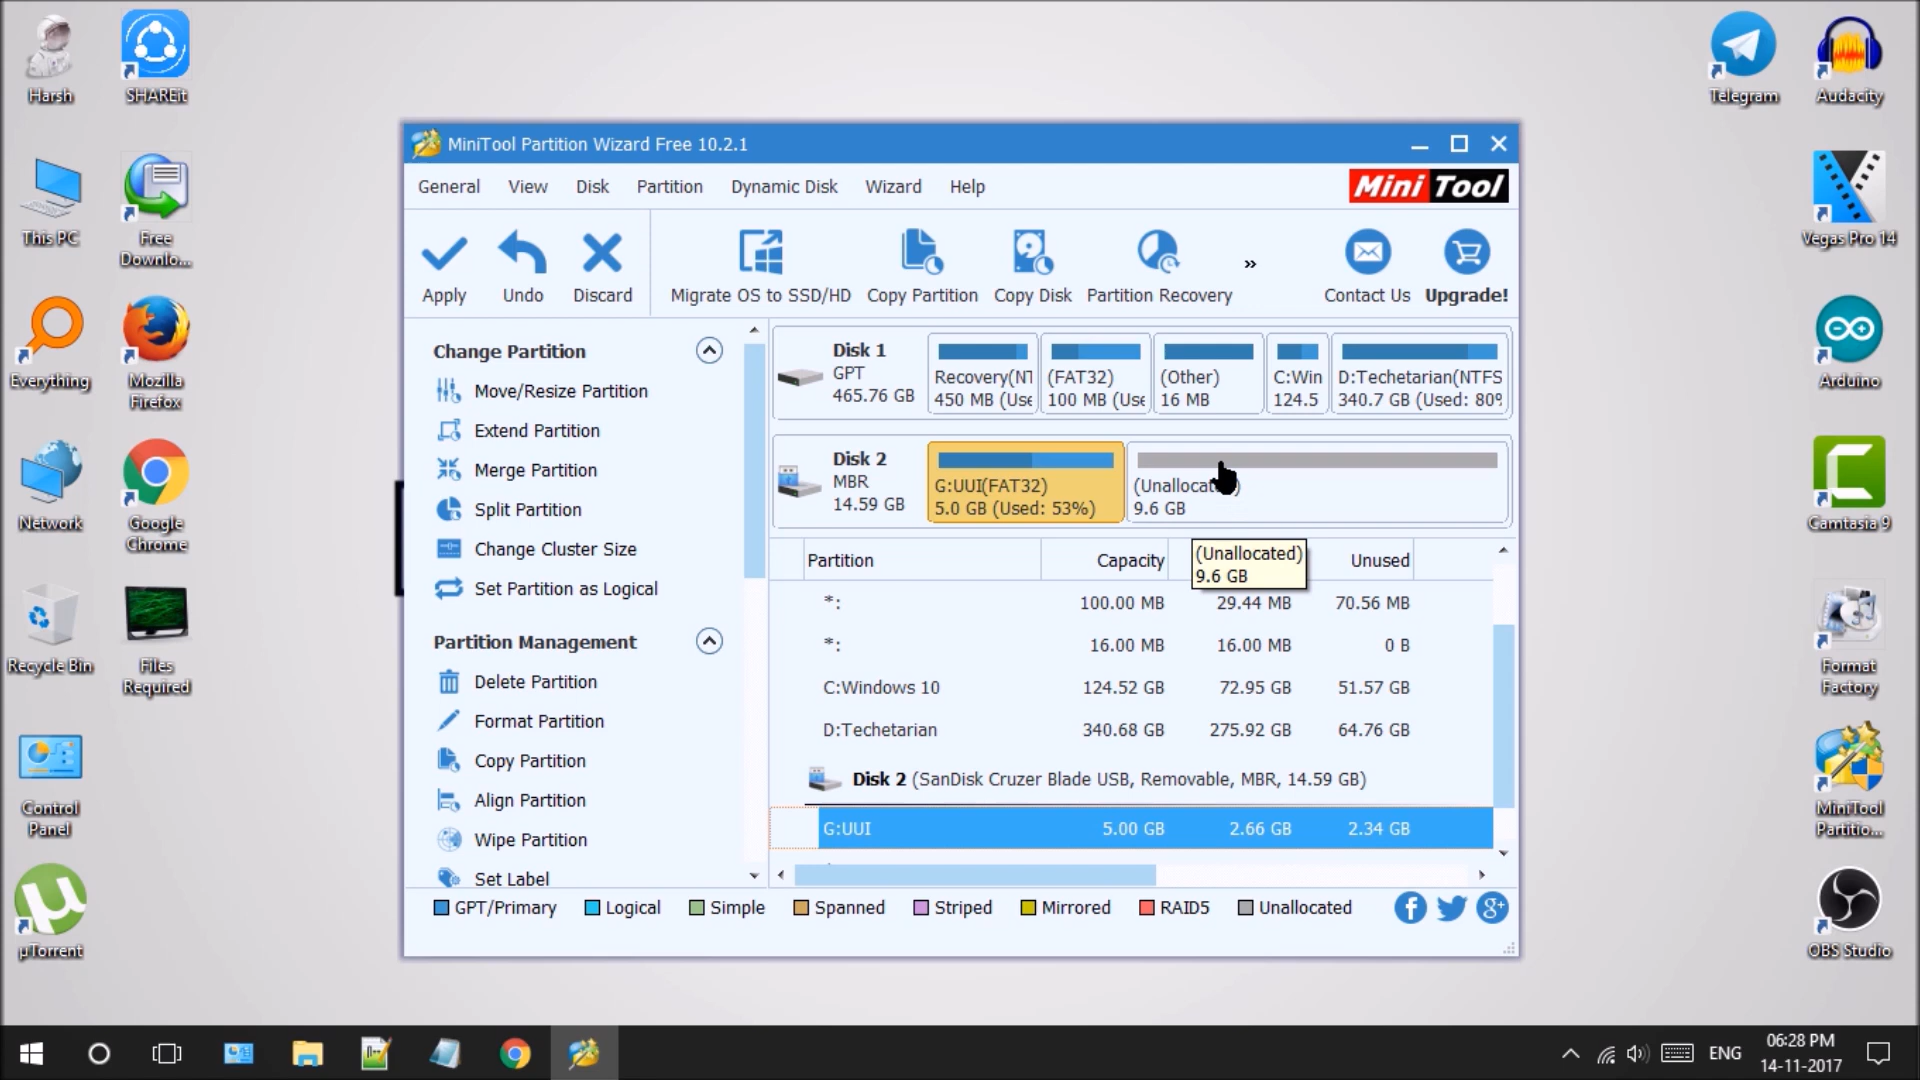 Harsh
SHAREit
This PC
Free
Downlo...
Everything
Mozilla
Firefox
Network
Google
Chrome
Recycle Bin
Files
Required
Control
Panel
µTorrent
MiniTool Partition Wizard Free 10.2.1
General View Disk Partition Dynamic Disk Wizard Help
Mini Tool
Apply Undo Discard Migrate OS to SSD/HD Copy Partition Copy Disk Partition Recovery » Contact Us Upgrade!
Change Partition
Move/Resize Partition
Extend Partition
Merge Partition
Split Partition
Change Cluster Size
Set Partition as Logical
Partition Management
Delete Partition
Format Partition
Copy Partition
Align Partition
Wipe Partition
Set Label
Disk 1
GPT
465.76 GB
Recovery(NT
450 MB (Use
(FAT32)
100 MB (Use
(Other)
16 MB
C:Win
124.5
D:Techetarian(NTFS
340.7 GB (Used: 80%
Disk 2
MBR
14.59 GB
G:UUI(FAT32)
5.0 GB (Used: 53%)
9.6 GB
Partition Capacity Unused
(Unallocated)
9.6 GB
*: 100.00 MB 29.44 MB 70.56 MB
*: 16.00 MB 16.00 MB 0 B
C:Windows 10 124.52 GB 72.95 GB 51.57 GB
D:Techetarian 340.68 GB 275.92 GB 64.76 GB
Disk 2 (SanDisk Cruzer Blade USB, Removable, MBR, 14.59 GB)
G:UUI 5.00 GB 2.66 GB 2.34 GB
GPT/Primary Logical Simple Spanned Striped Mirrored RAID5 Unallocated
Telegram
Audacity
Vegas Pro 14
Arduino
Camtasia 9
Format
Factory
MiniTool
Partitio...
OBS Studio
ENG
06:28 PM
14-11-2017